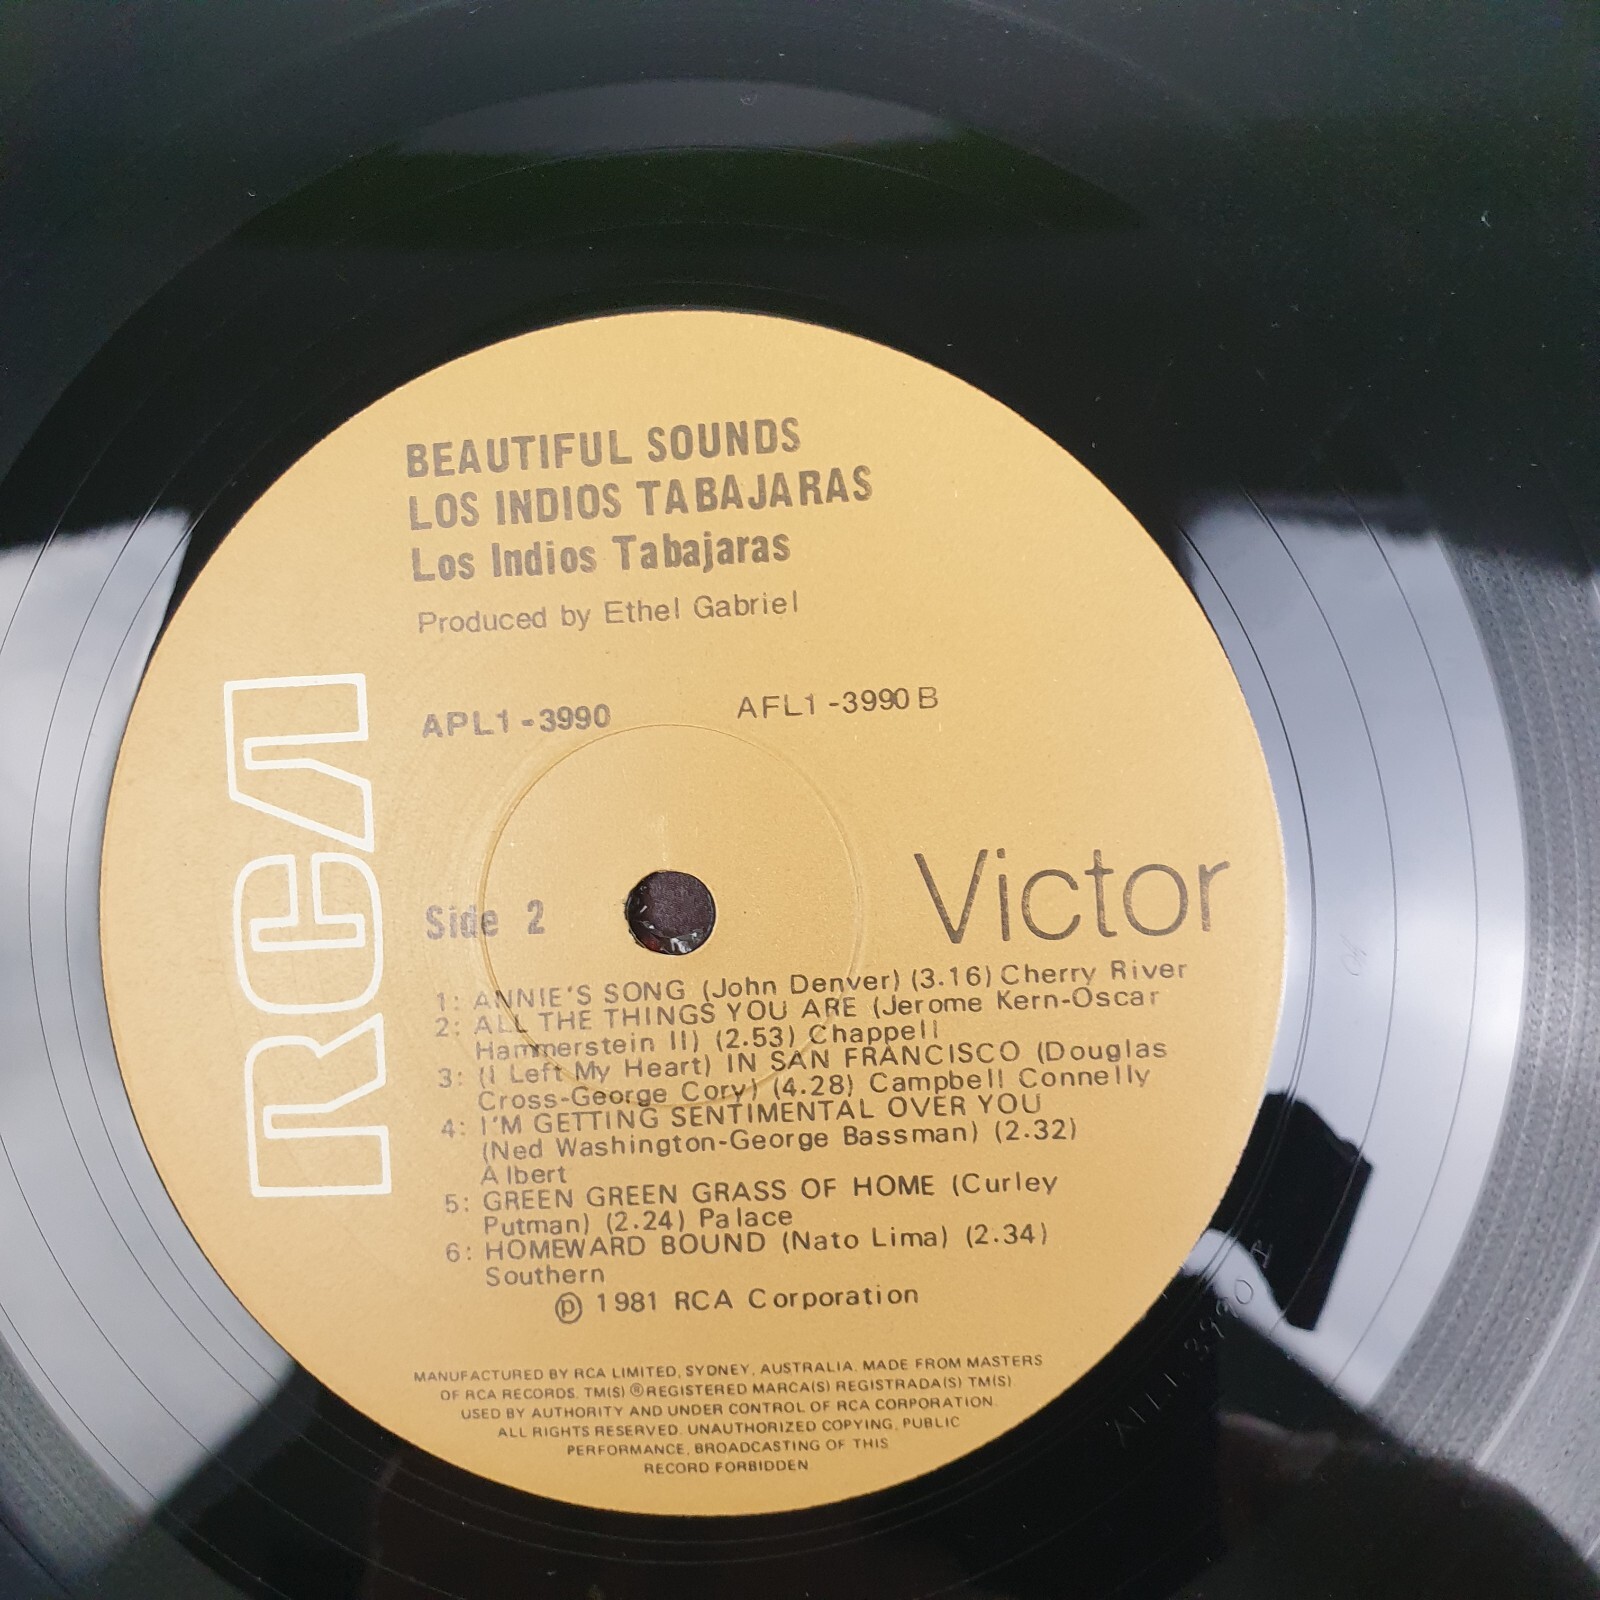 BEAUTIFUL SOUNDS
LOS INDIOS TABAJARAS
Los Indios Tabajaras
Produced by Ethel Gabriel
APL1-3990 AFL1-3990 B
RCA
Victor
Side 2
1: ANNIE'S SONG (John Denver) (3.16) Cherry River
2: ALL THE THINGS YOU ARE (Jerome Kern-Oscar
Hammerstein II) (2.53) Chappell
3: (I Left My Heart) IN SAN FRANCISCO (Douglas
Cross-George Cory) (4.28) Campbell Connelly
4: I'M GETTING SENTIMENTAL OVER YOU
(Ned Washington-George Bassman) (2.32)
Albert
5: GREEN GREEN GRASS OF HOME (Curley
Putman) (2.24) Palace
6: HOMEWARD BOUND (Nato Lima) (2.34)
Southern
℗ 1981 RCA Corporation
MANUFACTURED BY RCA LIMITED, SYDNEY, AUSTRALIA. MADE FROM MASTERS
OF RCA RECORDS. TM(S) ® REGISTERED MARCA(S) REGISTRADA(S) TM(S)
USED BY AUTHORITY AND UNDER CONTROL OF RCA CORPORATION.
ALL RIGHTS RESERVED. UNAUTHORIZED COPYING, PUBLIC
PERFORMANCE, BROADCASTING OF THIS
RECORD FORBIDDEN